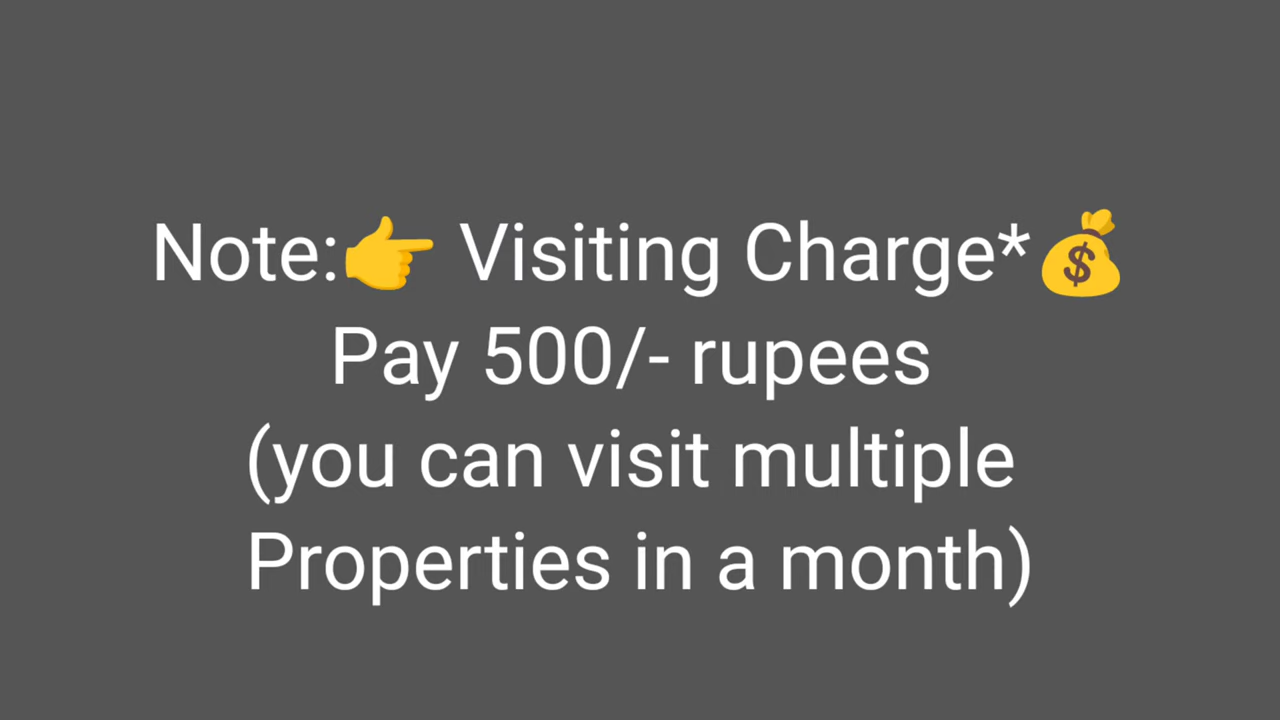 Note:👉 Visiting Charge*💰
Pay 500/- rupees
(you can visit multiple
Properties in a month)